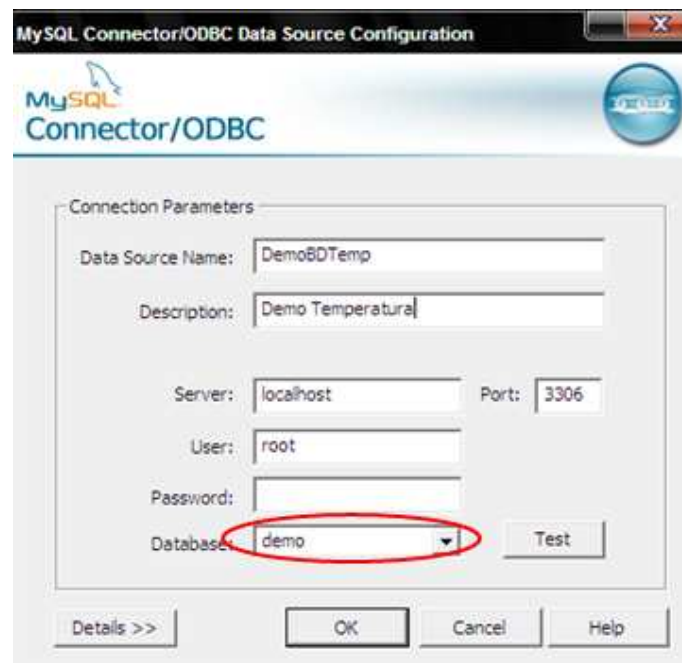 MySQL Connector/ODBC Data Source Configuration
MySQL
Connector/ODBC
Connection Parameters
Data Source Name: DemoBDTemp
Description: Demo Temperatura
Server: localhost Port: 3306
User: root
Password:
Database: demo Test
Details >> OK Cancel Help